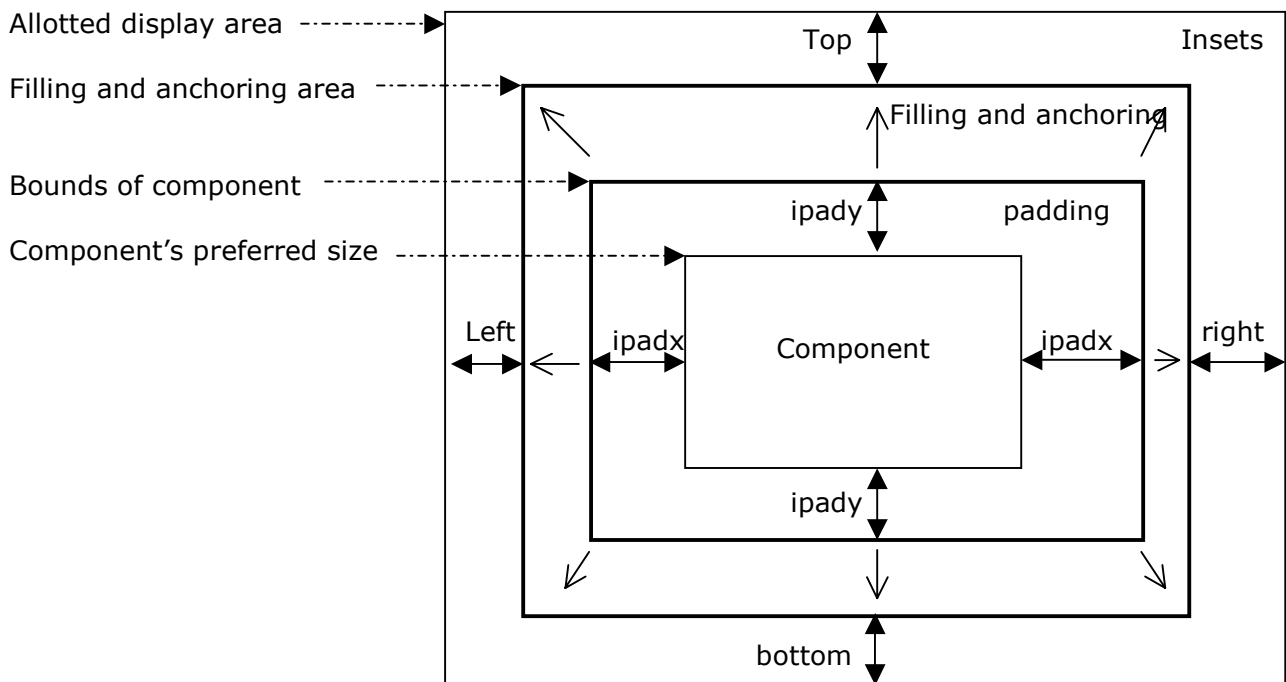 Allotted display area
Top
Insets
Filling and anchoring area
Filling and anchoring
Bounds of component
ipady
padding
Component’s preferred size
Left
ipadx
Component
ipadx
right
ipady
bottom